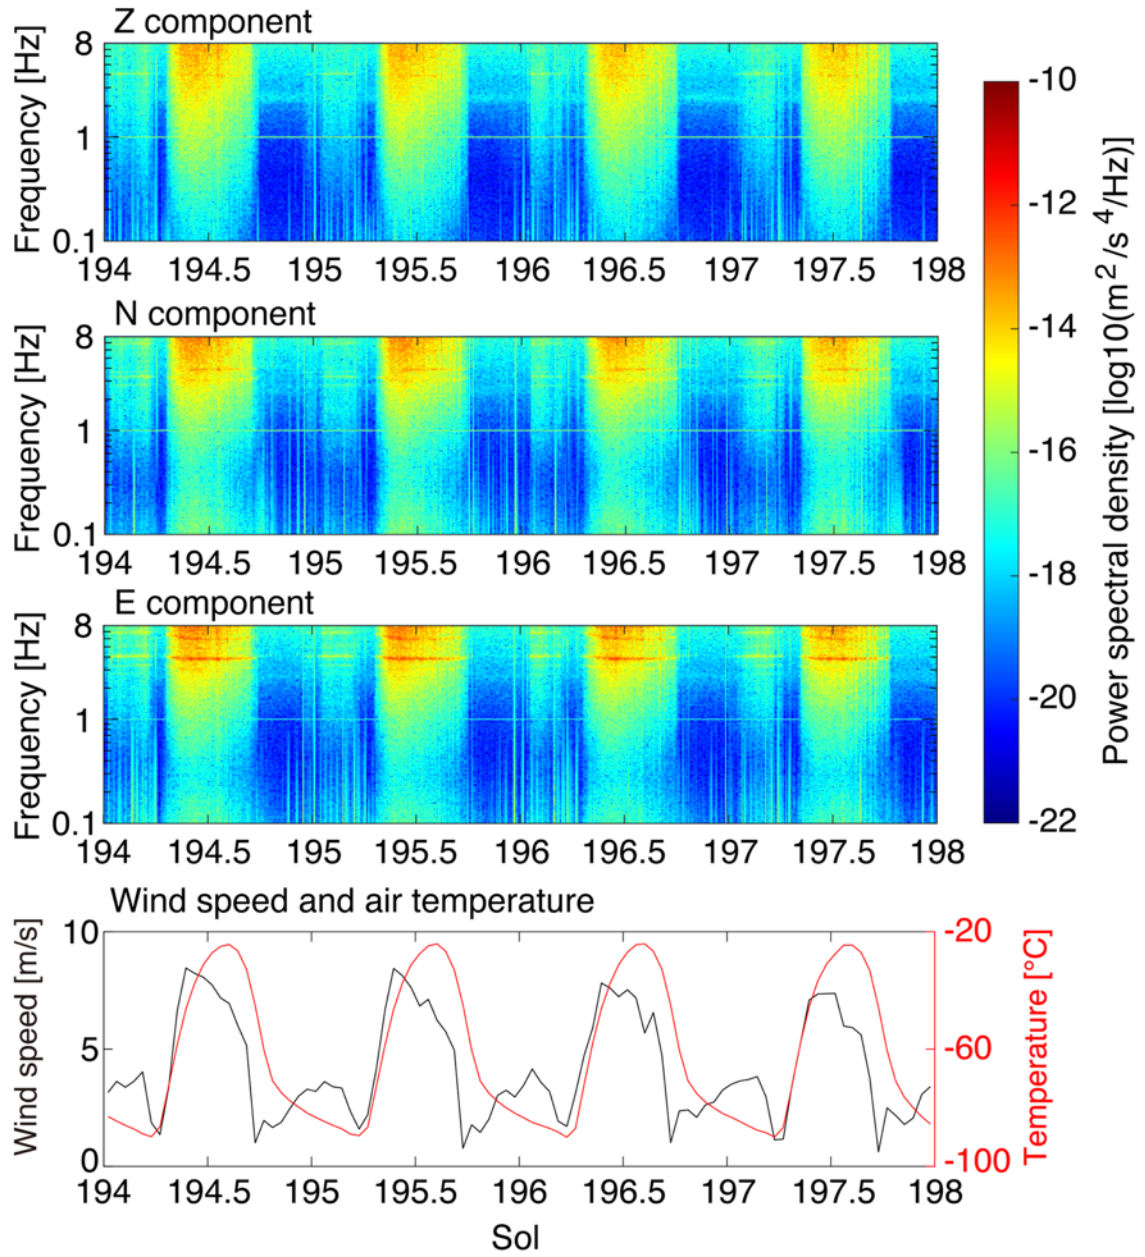 Z component
Frequency [Hz]
8
1
0.1
194 194.5 195 195.5 196 196.5 197 197.5 198
N component
Frequency [Hz]
8
1
0.1
194 194.5 195 195.5 196 196.5 197 197.5 198
E component
Frequency [Hz]
8
1
0.1
194 194.5 195 195.5 196 196.5 197 197.5 198
-10
-12
-14
-16
-18
-20
-22
Power spectral density [log10(m²/s⁴/Hz)]
Wind speed and air temperature
Wind speed [m/s]
10
5
0
-20
-60
-100
Temperature [°C]
194 194.5 195 195.5 196 196.5 197 197.5 198
Sol